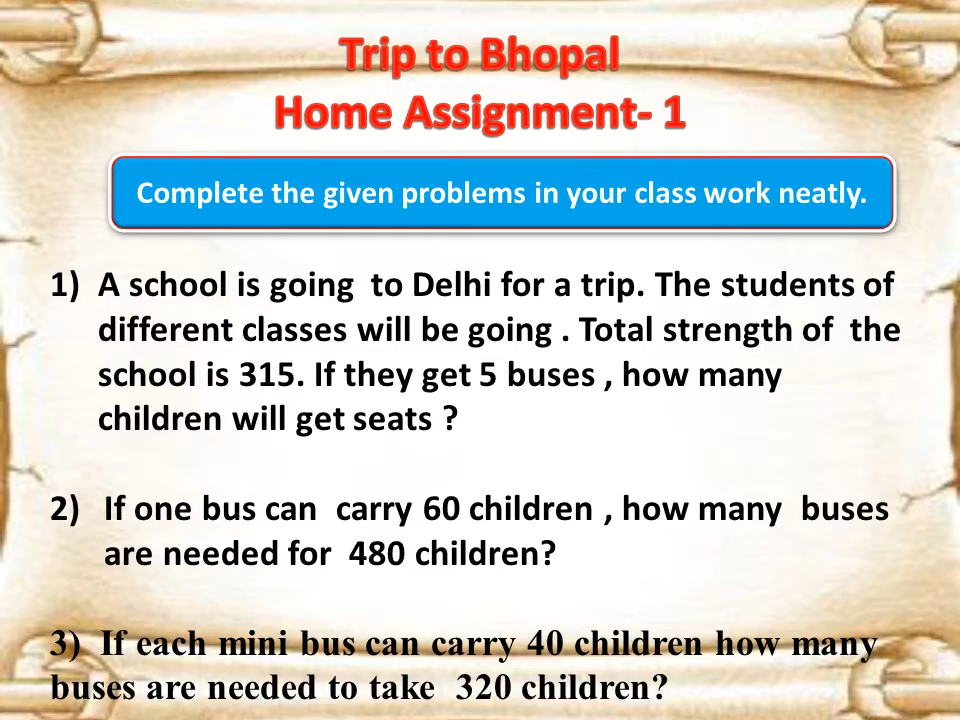 Trip to Bhopal
Home Assignment- 1
Complete the given problems in your class work neatly.
1) A school is going to Delhi for a trip. The students of
different classes will be going . Total strength of the
school is 315. If they get 5 buses , how many
children will get seats ?
2) If one bus can carry 60 children , how many buses
are needed for 480 children?
3) If each mini bus can carry 40 children how many
buses are needed to take 320 children?